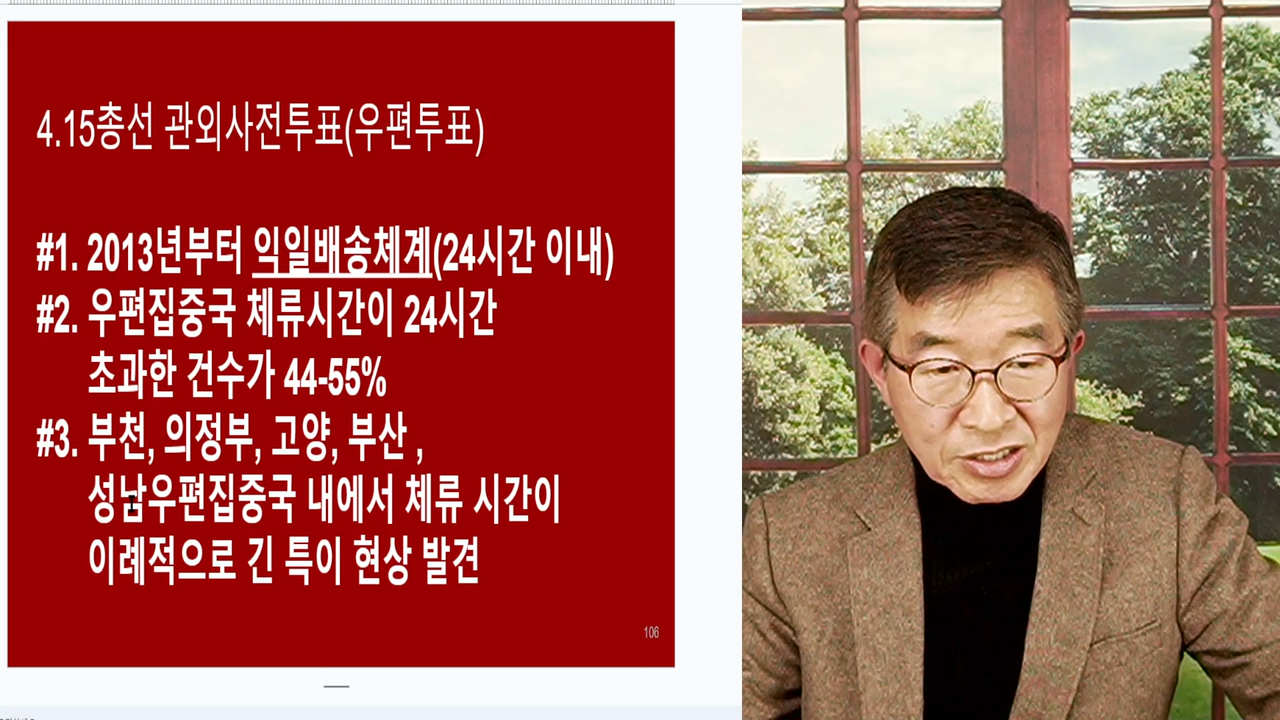 4.15총선 관외사전투표(우편투표)
#1. 2013년부터 익일배송체계(24시간 이내)
#2. 우편집중국 체류시간이 24시간
초과한 건수가 44-55%
#3. 부천, 의정부, 고양, 부산 ,
성남우편집중국 내에서 체류 시간이
이례적으로 긴 특이 현상 발견
106